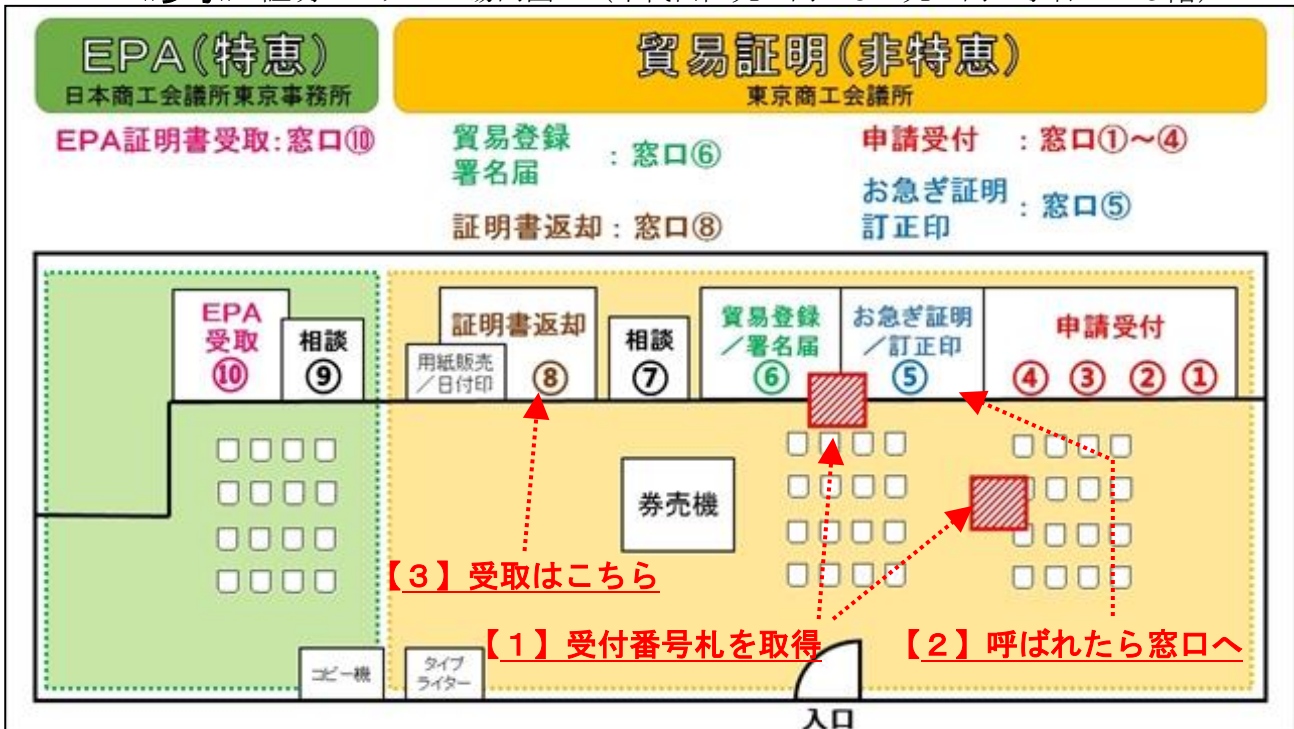 EPA(特恵)
日本商工会議所東京事務所
貿易証明(非特恵)
東京商工会議所
EPA証明書受取:窓口⑩
貿易登録
署名届
:窓口⑥
証明書返却:窓口⑧
申請受付 :窓口①~④
お急ぎ証明
訂正印
:窓口⑤
EPA
受取
⑩
相談
⑨
証明書返却
⑧
用紙販売
/日付印
相談
⑦
貿易登録
/署名届
⑥
お急ぎ証明
/訂正印
⑤
申請受付
④ ③ ② ①
券売機
【3】受取はこちら
【1】受付番号札を取得
【2】呼ばれたら窓口へ
コピー機
タイプ
ライター
入口